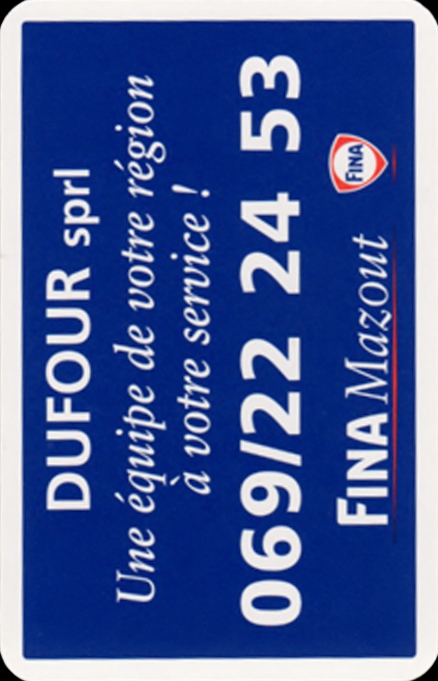 DUFOUR sprl
Une équipe de votre région
à votre service !
069/22 24 53
FINA Mazout
FINA